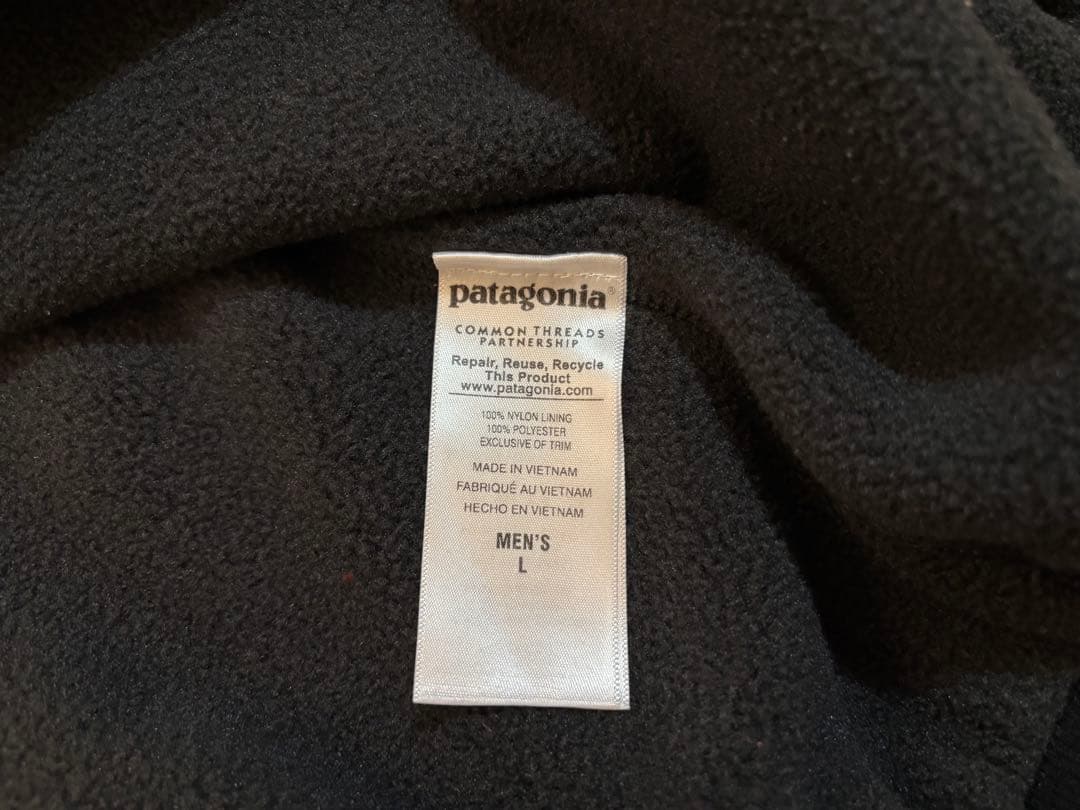 patagonia®
COMMON THREADS
PARTNERSHIP
Repair, Reuse, Recycle
This Product
www.patagonia.com
100% NYLON LINING
100% POLYESTER
EXCLUSIVE OF TRIM
MADE IN VIETNAM
FABRIQUÉ AU VIETNAM
HECHO EN VIETNAM
MEN'S
L